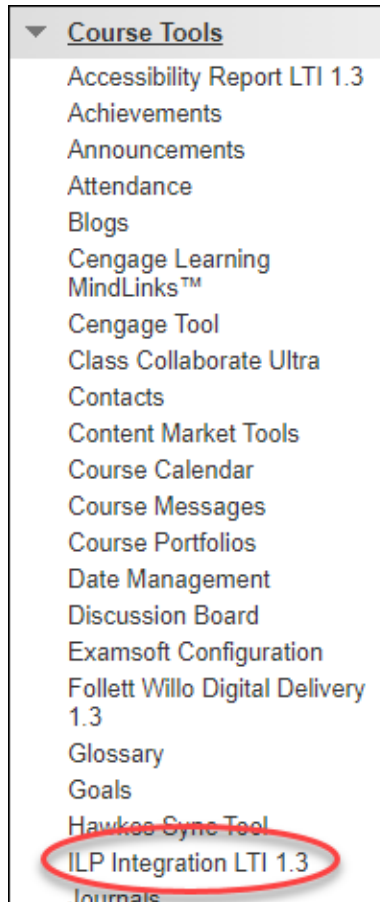 Course Tools
Accessibility Report LTI 1.3
Achievements
Announcements
Attendance
Blogs
Cengage Learning
MindLinks™
Cengage Tool
Class Collaborate Ultra
Contacts
Content Market Tools
Course Calendar
Course Messages
Course Portfolios
Date Management
Discussion Board
Examsoft Configuration
Follett Willo Digital Delivery
1.3
Glossary
Goals
Hawkes Sync Tool
ILP Integration LTI 1.3
Journals